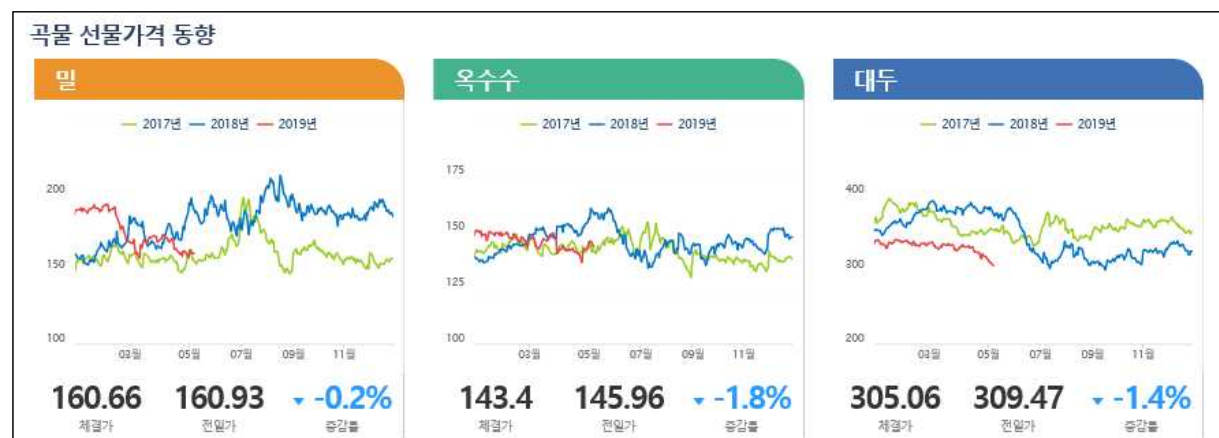 곡물 선물가격 동향
밀
2017년 2018년 2019년
200
150
100
03월 05월 07월 09월 11월
160.66 160.93 ▼ -0.2%
체결가 전일가 증감률
옥수수
2017년 2018년 2019년
175
150
125
100
03월 05월 07월 09월 11월
143.4 145.96 ▼ -1.8%
체결가 전일가 증감률
대두
2017년 2018년 2019년
400
300
200
03월 05월 07월 09월 11월
305.06 309.47 ▼ -1.4%
체결가 전일가 증감률